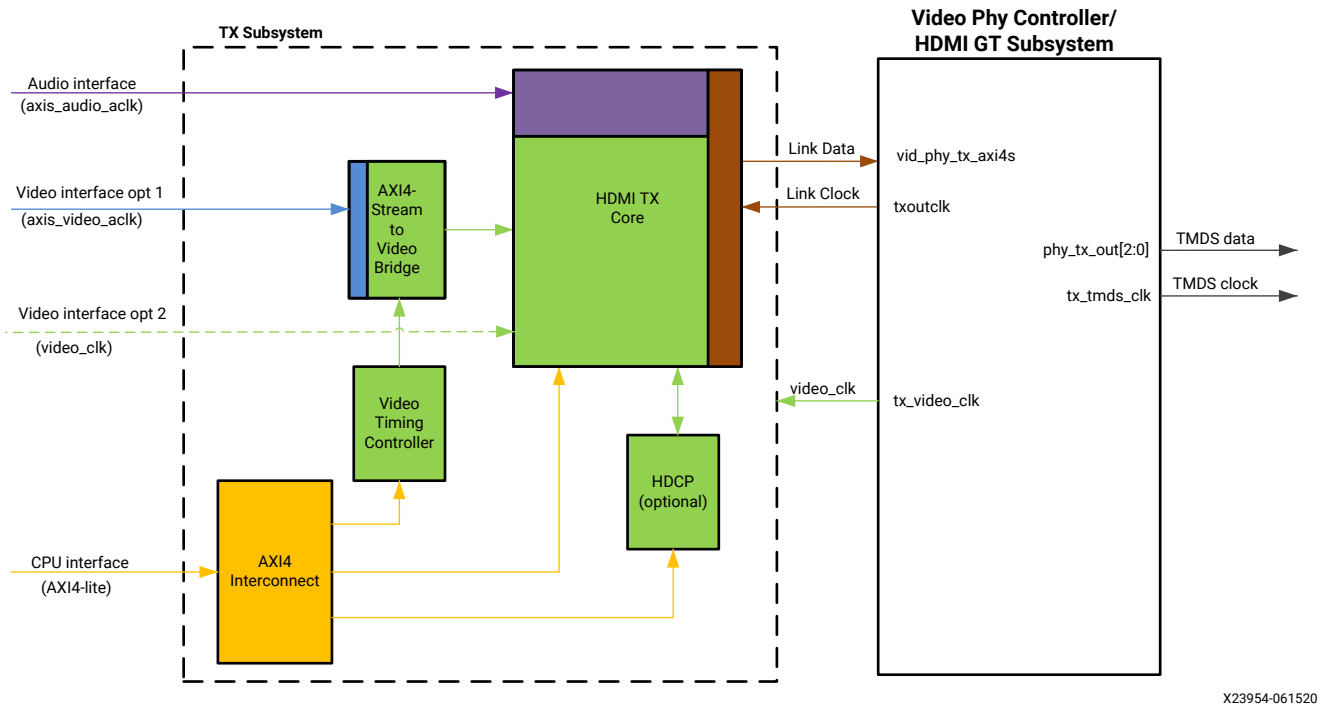 Video Phy Controller/
HDMI GT Subsystem
TX Subsystem
Audio interface
(axis_audio_aclk)
Video interface opt 1
(axis_video_aclk)
Video interface opt 2
(video_clk)
CPU interface
(AXI4-lite)
AXI4-
Stream
to
Video
Bridge
HDMI TX
Core
Video
Timing
Controller
HDCP
(optional)
AXI4
Interconnect
Link Data
Link Clock
video_clk
vid_phy_tx_axi4s
txoutclk
phy_tx_out[2:0]
tx_tmds_clk
tx_video_clk
TMDS data
TMDS clock
X23954-061520